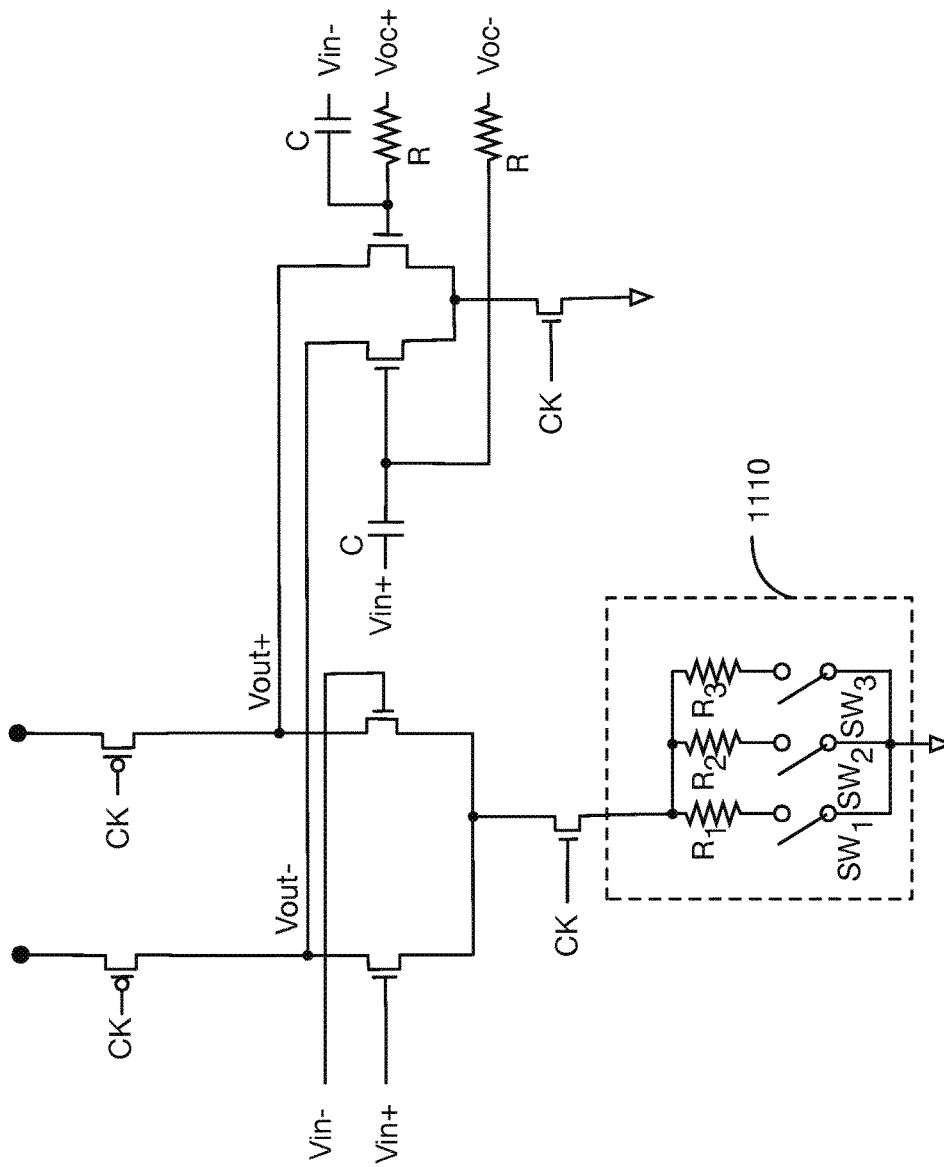 CK
CK
Vout-
Vout+
Vin-
C
Vin-
Vin+
Vin+
C
R
Voc+
R
Voc-
CK
CK
R1
R2
R3
1110
SW1
SW2
SW3